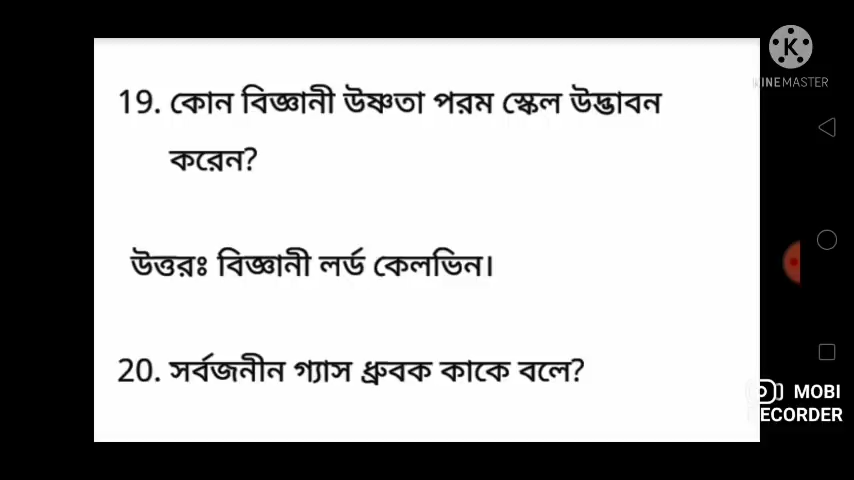 19. কোন বিজ্ঞানী উষ্ণতা পরম স্কেল উদ্ভাবন
করেন?
উত্তরঃ বিজ্ঞানী লর্ড কেলভিন।
20. সর্বজনীন গ্যাস ধ্রুবক কাকে বলে?
K
KINEMASTER
MOBI
RECORDER